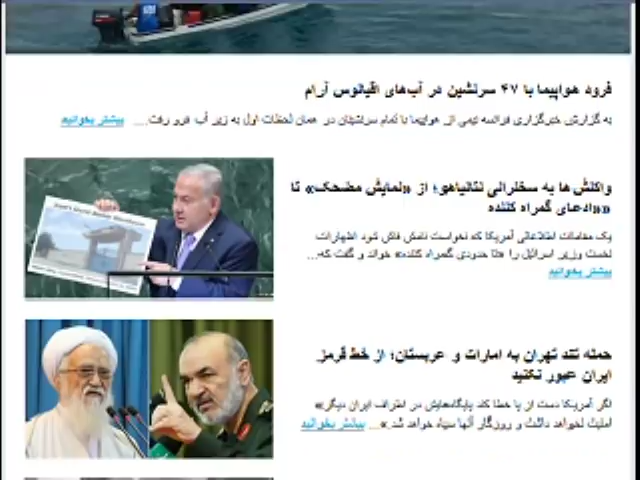 فرود هواپیما با ۴۷ سرنشین در آب‌های اقیانوس آرام
به گزارش خبرگزاری فرانسه نیمی از هواپیما با تمام سرنشینان در همان لحظات اول به زیر آب فرو رفت.... بیشتر بخوانید
واکنش ها به سخنرانی نتانیاهو؛ از «نمایش مضحک» تا
«ادعای گمراه کننده»
یک مقامات اطلاعاتی آمریکا که نخواست نامش فاش شود اظهارات
نخست وزیر اسرائیل را «تا حدودی گمراه کننده» خواند و گفت که...
بیشتر بخوانید
حمله تند تهران به امارات و عربستان؛ از خط قرمز
ایران عبور نکنید
اگر آمریکا دست از پا خطا کند پایگاه‌هایش در اطراف ایران دیگر»
امنیت نخواهد داشت و روزگار آنها سیاه خواهد شد.»... بیشتر بخوانید